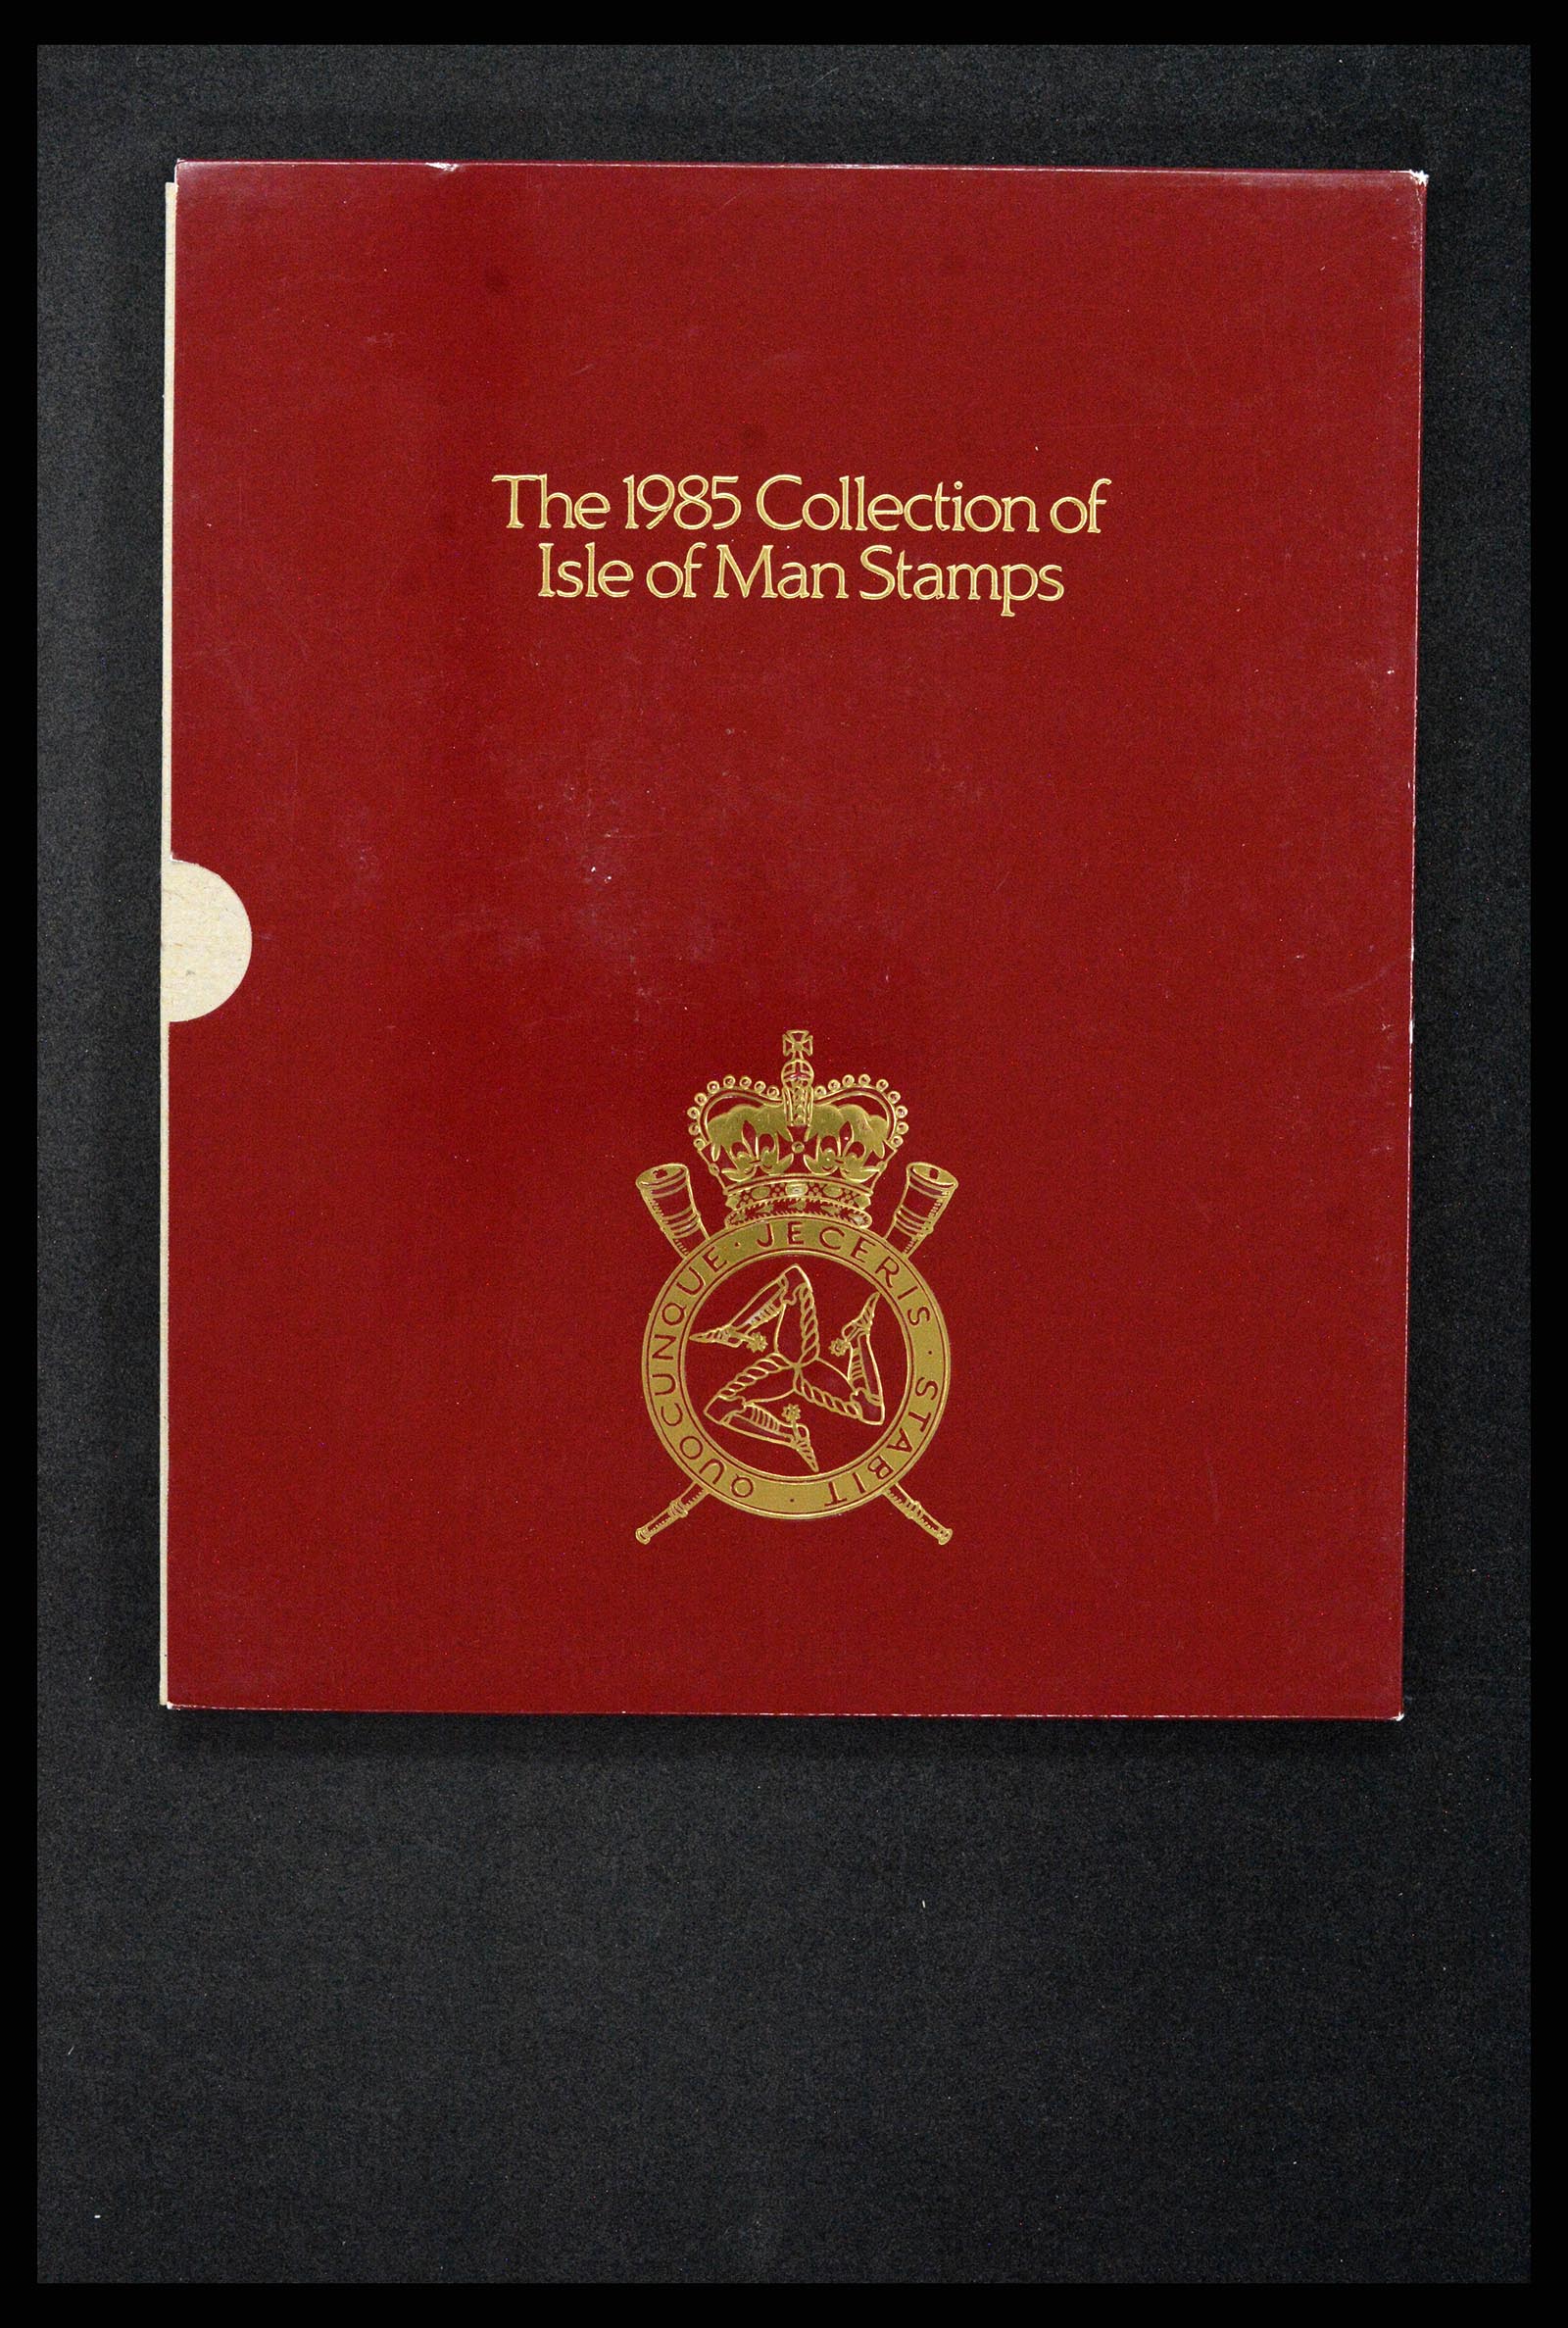 The 1985 Collection of
Isle of Man Stamps
QUOCUNQUE · JECERIS · STABIT ·